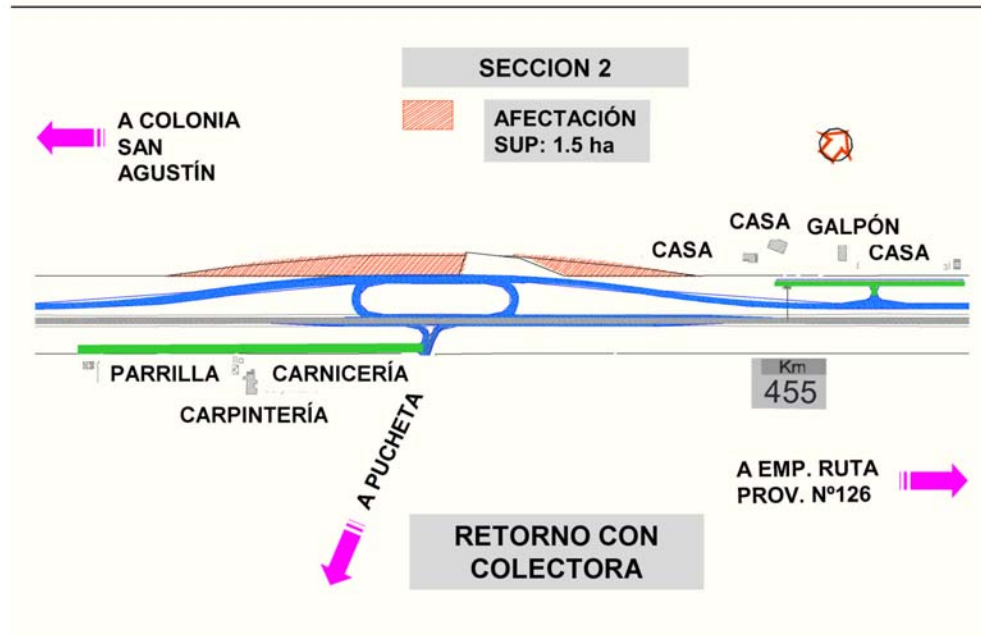 SECCION 2
AFECTACIÓN
SUP: 1.5 ha
A COLONIA
SAN
AGUSTÍN
CASA
CASA
GALPÓN
CASA
PARRILLA
CARNICERÍA
CARPINTERÍA
Km
455
A PUCHETA
A EMP. RUTA
PROV. Nº126
RETORNO CON
COLECTORA